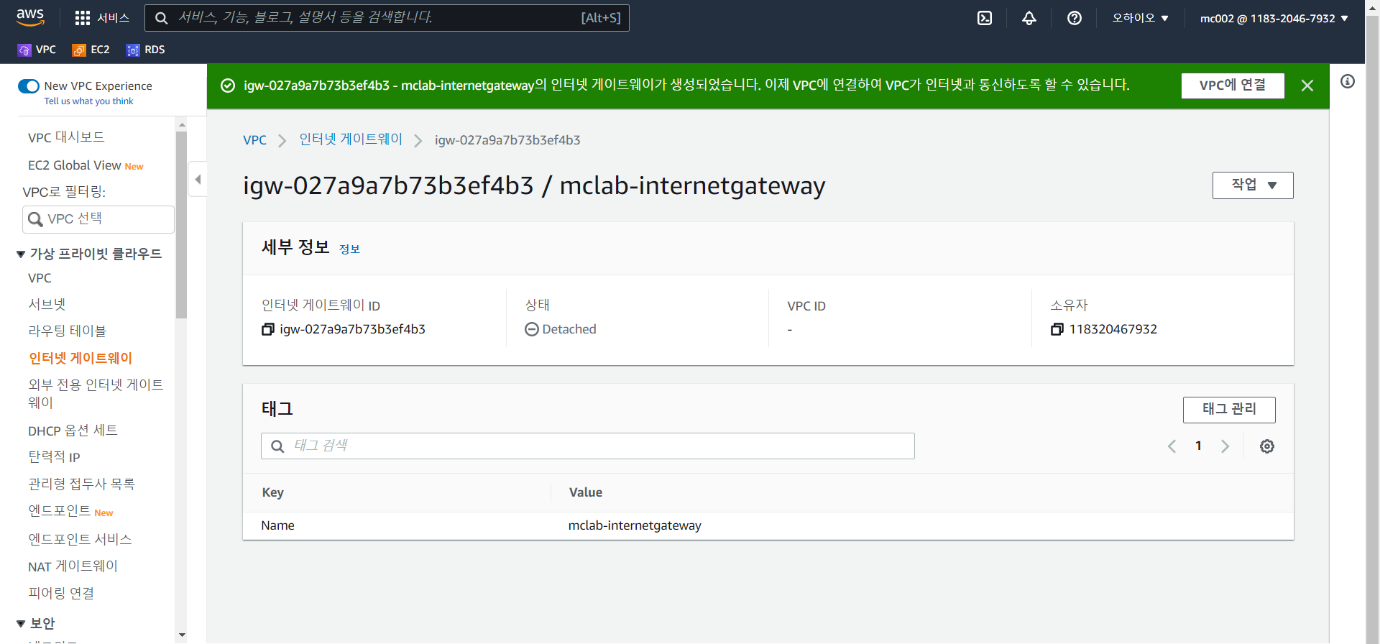 aws 서비스 서비스, 기능, 블로그, 설명서 등을 검색합니다. [Alt+S] 오하이오 ▼ mc002 @ 1183-2046-7932 ▼
VPC EC2 RDS
New VPC Experience
Tell us what you think
igw-027a9a7b73b3ef4b3 - mclab-internetgateway의 인터넷 게이트웨이가 생성되었습니다. 이제 VPC에 연결하여 VPC가 인터넷과 통신하도록 할 수 있습니다. VPC에 연결
VPC 대시보드
EC2 Global View New
VPC로 필터링:
VPC 선택
가상 프라이빗 클라우드
VPC
서브넷
라우팅 테이블
인터넷 게이트웨이
외부 전용 인터넷 게이트
웨이
DHCP 옵션 세트
탄력적 IP
관리형 접두사 목록
엔드포인트 New
엔드포인트 서비스
NAT 게이트웨이
피어링 연결
보안
VPC > 인터넷 게이트웨이 > igw-027a9a7b73b3ef4b3
igw-027a9a7b73b3ef4b3 / mclab-internetgateway 작업 ▼
세부 정보 정보
인터넷 게이트웨이 ID 상태 VPC ID 소유자
igw-027a9a7b73b3ef4b3 Detached - 118320467932
태그 태그 관리
태그 검색 1
Key Value
Name mclab-internetgateway